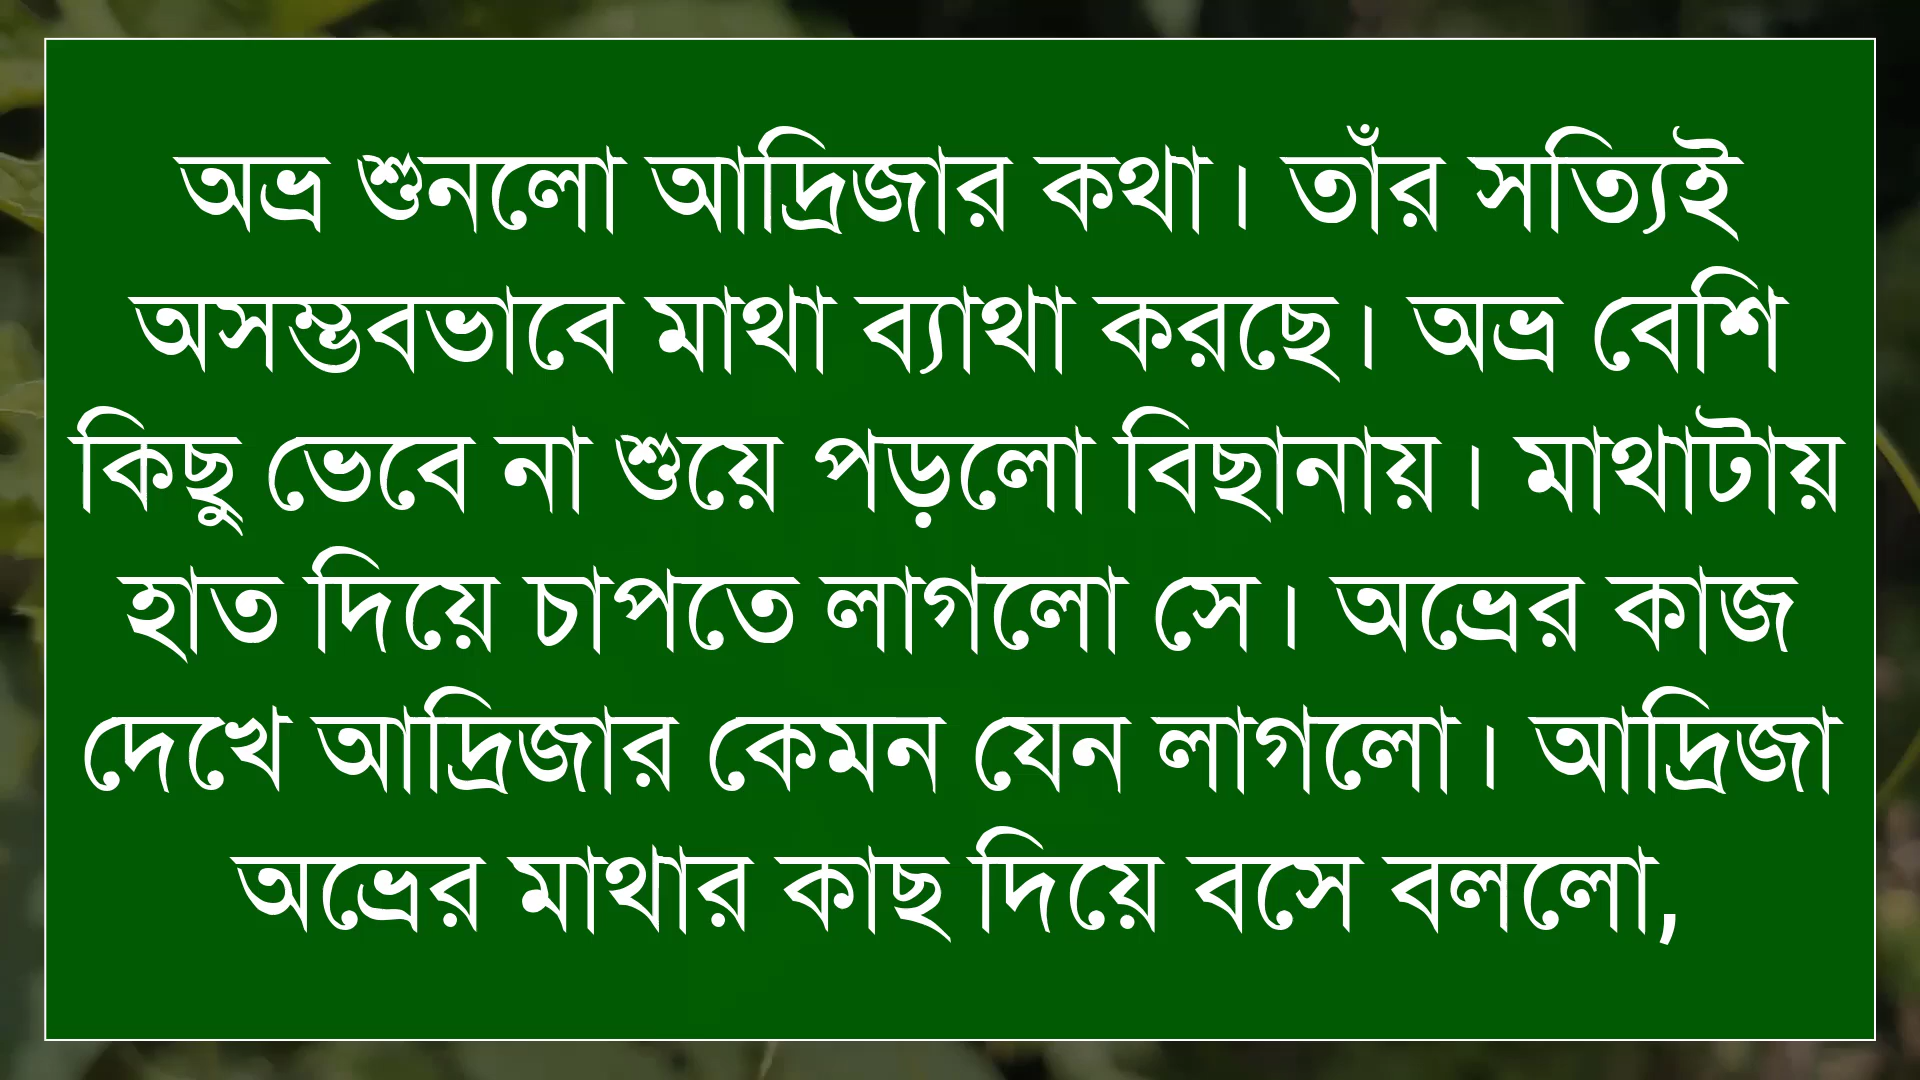 অভ্র শুনলো আদ্রিজার কথা। তাঁর সত্যিই
অসম্ভবভাবে মাথা ব্যাথা করছে। অভ্র বেশি
কিছু ভেবে না শুয়ে পড়লো বিছানায়। মাথাটায়
হাত দিয়ে চাপতে লাগলো সে। অভ্রের কাজ
দেখে আদ্রিজার কেমন যেন লাগলো। আদ্রিজা
অভ্রের মাথার কাছ দিয়ে বসে বললো,